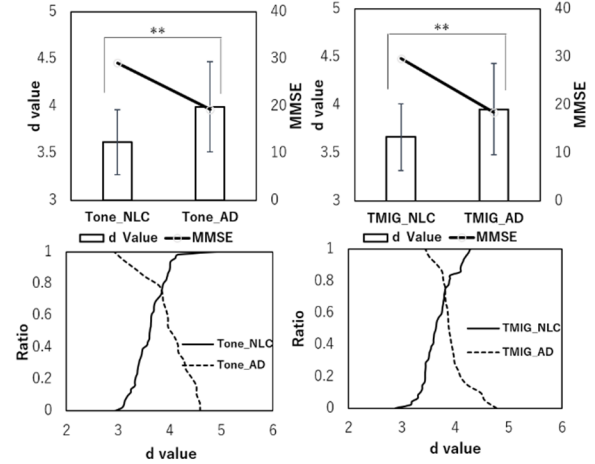 5
4.5
4
3.5
3
d value
**
40
30
20
10
0
MMSE
Tone_NLC Tone_AD
d Value MMSE
5
4.5
4
3.5
3
d value
**
40
30
20
10
0
MMSE
TMIG_NLC TMIG_AD
d Value MMSE
1
0.8
0.6
0.4
0.2
0
Ratio
Tone_NLC
Tone_AD
2 3 4 5 6
d value
1
0.8
0.6
0.4
0.2
0
Ratio
TMIG_NLC
TMIG_AD
2 3 4 5 6
d value